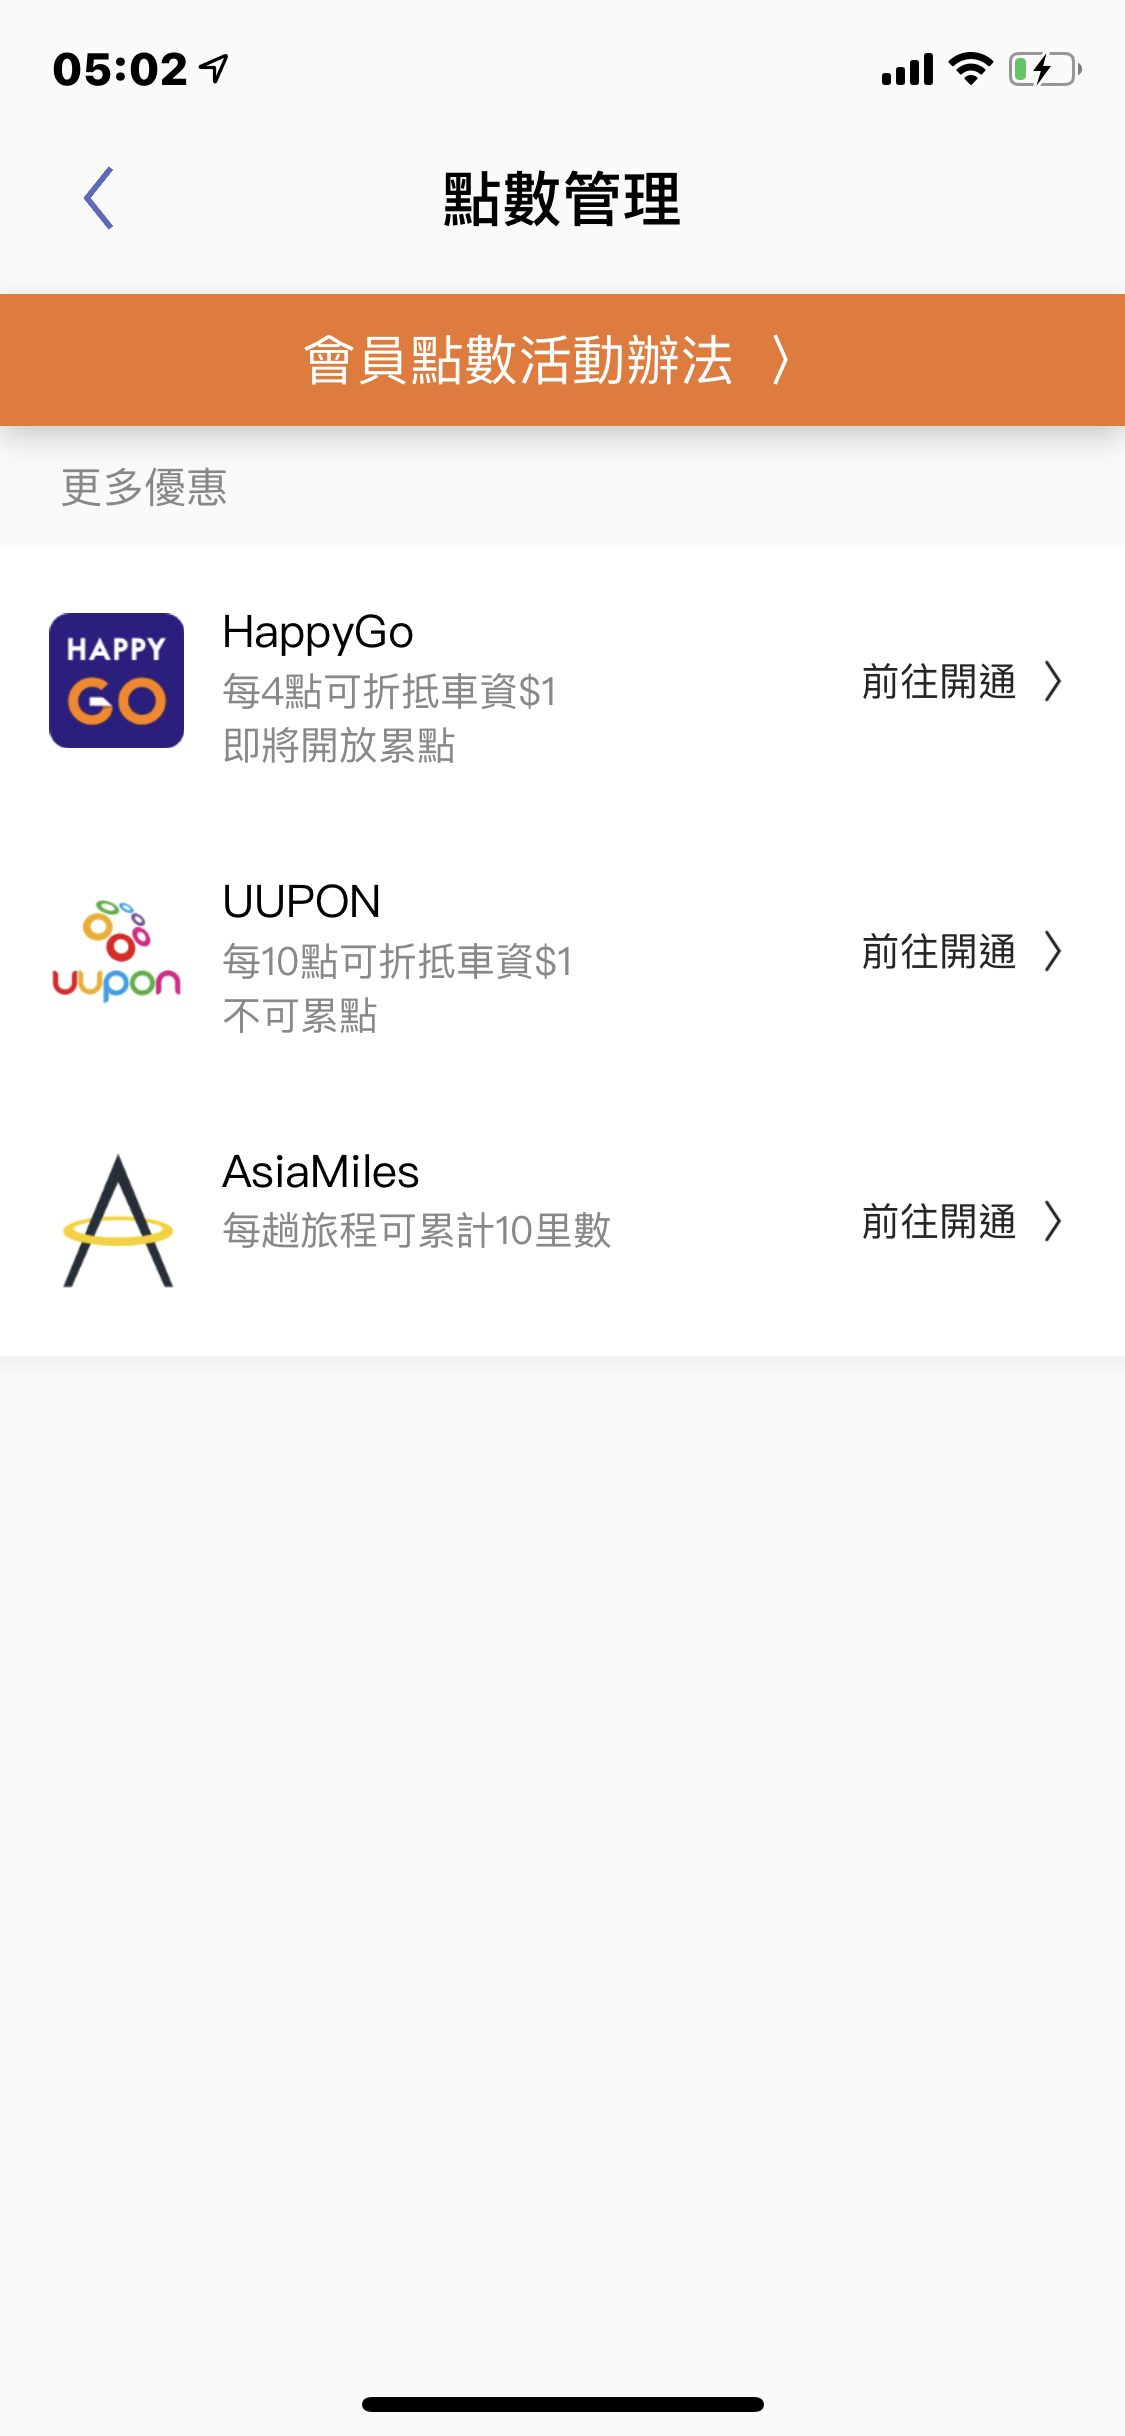 05:02
點數管理
會員點數活動辦法
更多優惠
HAPPY
GO
HappyGo
每4點可折抵車資$1
即將開放累點
前往開通
uupon
UUPON
每10點可折抵車資$1
不可累點
前往開通
AsiaMiles
每趟旅程可累計10里數
前往開通